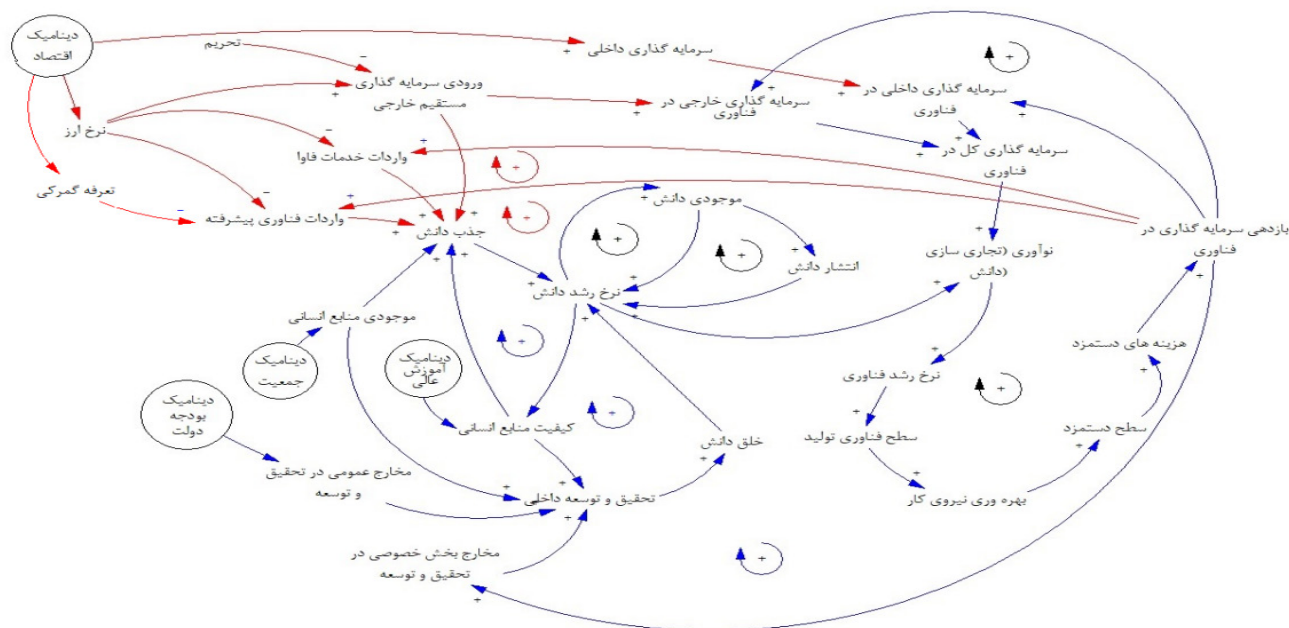 دینامیک
اقتصاد
تحریم
سرمایه گذاری داخلی
ورودی سرمایه گذاری
مستقیم خارجی
سرمایه گذاری خارجی در
فناوری
سرمایه گذاری داخلی در
فناوری
نرخ ارز
واردات خدمات فاوا
سرمایه گذاری کل در
فناوری
تعرفه گمرکی
واردات فناوری پیشرفته
جذب دانش
موجودی دانش
بازدهی سرمایه گذاری در
فناوری
نوآوری (تجاری سازی
دانش)
انتشار دانش
نرخ رشد دانش
موجودی منابع انسانی
دینامیک
جمعیت
دینامیک
آموزش
عالی
هزینه های دستمزد
نرخ رشد فناوری
دینامیک
بودجه
دولت
کیفیت منابع انسانی
خلق دانش
سطح فناوری تولید
سطح دستمزد
مخارج عمومی در تحقیق
و توسعه
تحقیق و توسعه داخلی
بهره وری نیروی کار
مخارج بخش خصوصی در
تحقیق و توسعه